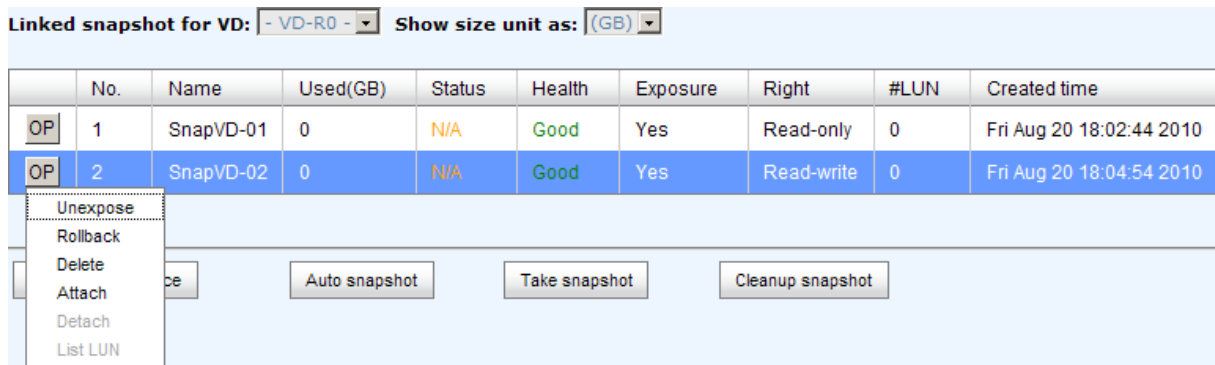 Linked snapshot for VD: - VD-R0 - Show size unit as: (GB)
No. Name Used(GB) Status Health Exposure Right #LUN Created time
OP 1 SnapVD-01 0 N/A Good Yes Read-only 0 Fri Aug 20 18:02:44 2010
OP 2 SnapVD-02 0 N/A Good Yes Read-write 0 Fri Aug 20 18:04:54 2010
Unexpose
Rollback
Delete
Attach
Detach
List LUN
Auto snapshot Take snapshot Cleanup snapshot